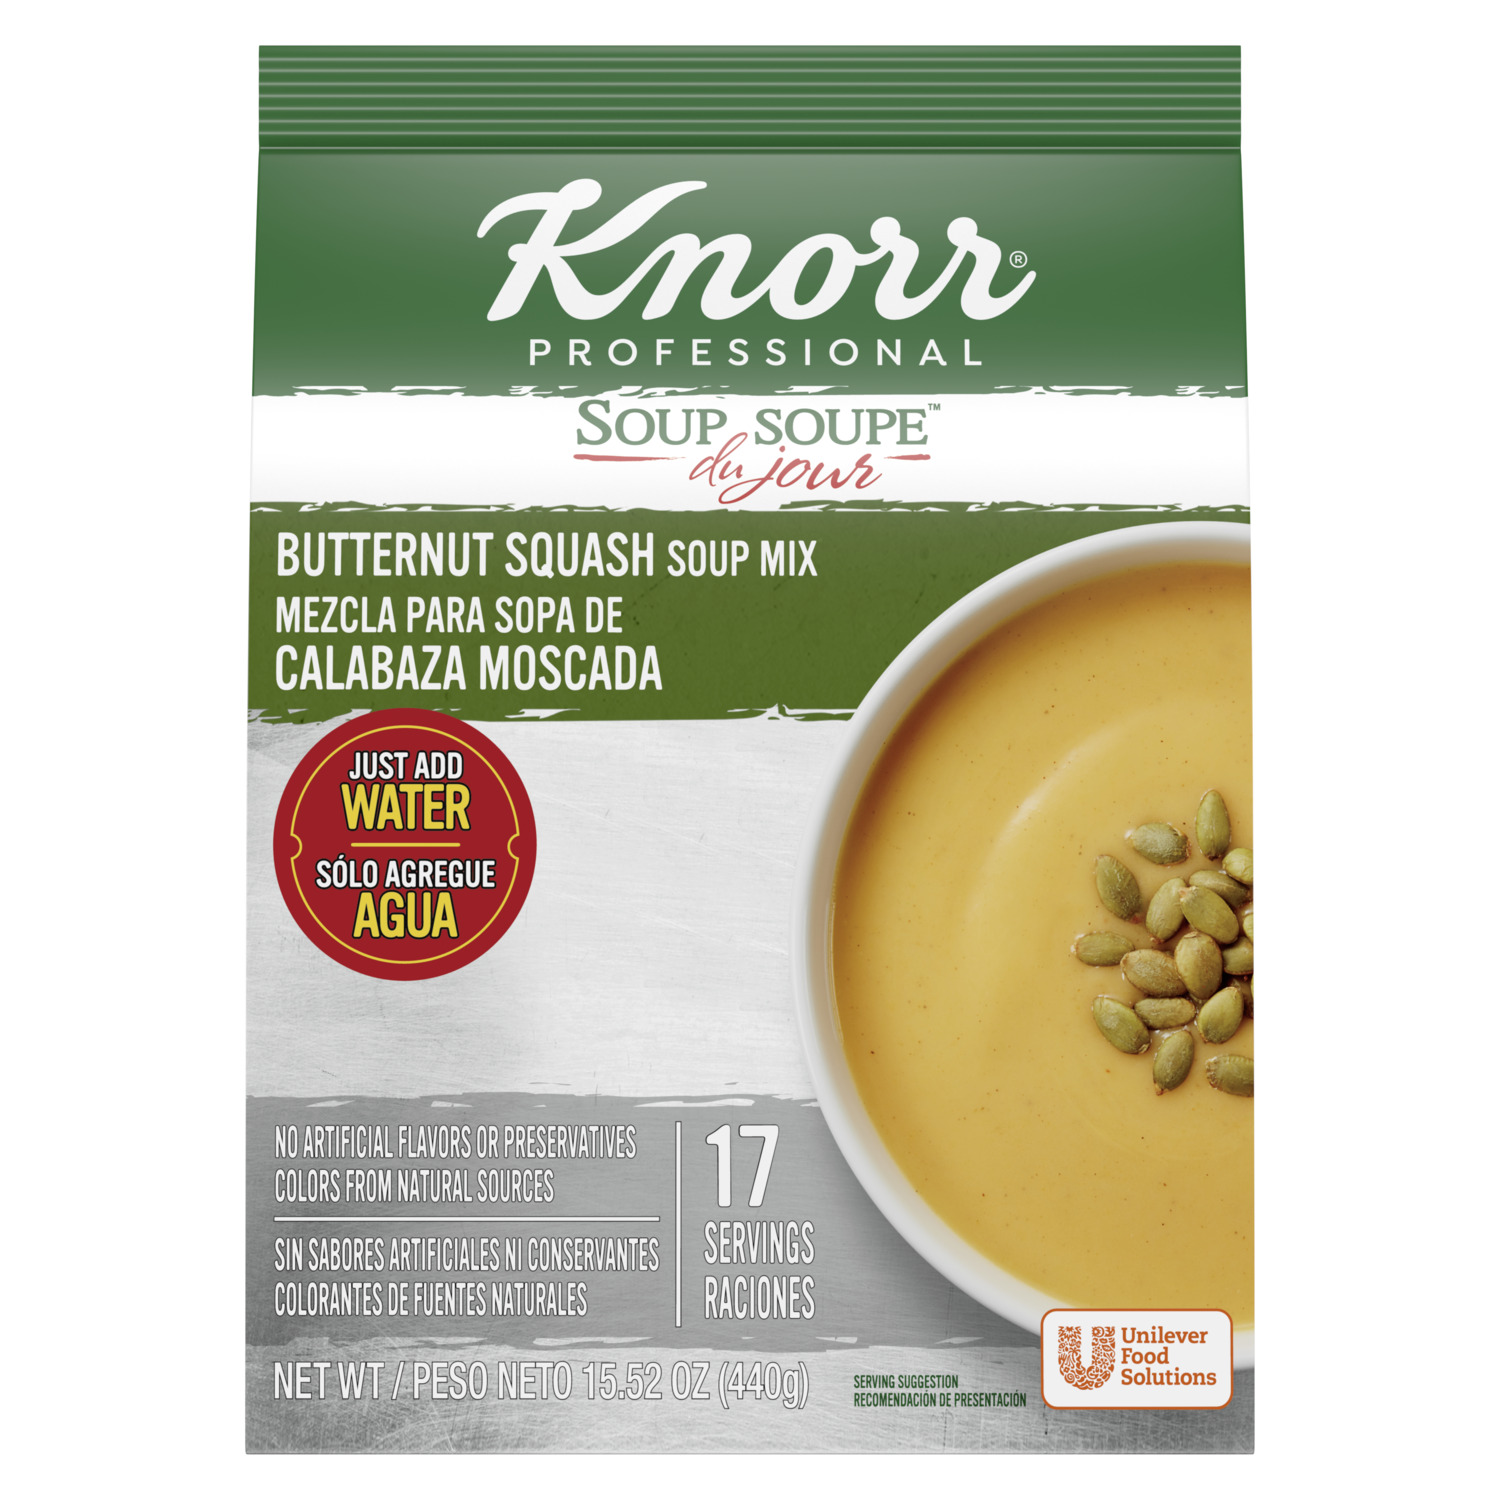 Knorr®
PROFESSIONAL
SOUP SOUPE™
du jour
BUTTERNUT SQUASH SOUP MIX
MEZCLA PARA SOPA DE
CALABAZA MOSCADA
JUST ADD
WATER
SÓLO AGREGUE
AGUA
NO ARTIFICIAL FLAVORS OR PRESERVATIVES
COLORS FROM NATURAL SOURCES
SIN SABORES ARTIFICIALES NI CONSERVANTES
COLORANTES DE FUENTES NATURALES
17
SERVINGS
RACIONES
NET WT / PESO NETO 15.52 OZ (440g)
SERVING SUGGESTION
RECOMENDACIÓN DE PRESENTACIÓN
Unilever
Food
Solutions